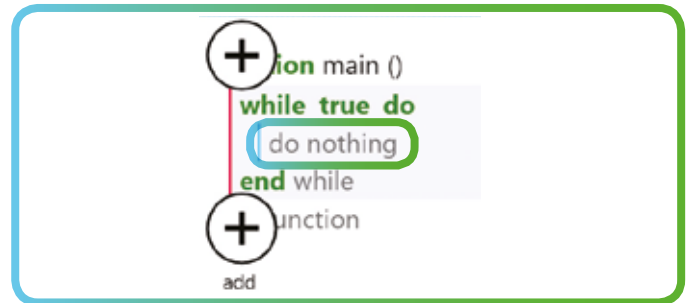 ion main ()
while true do
do nothing
end while
unction
add